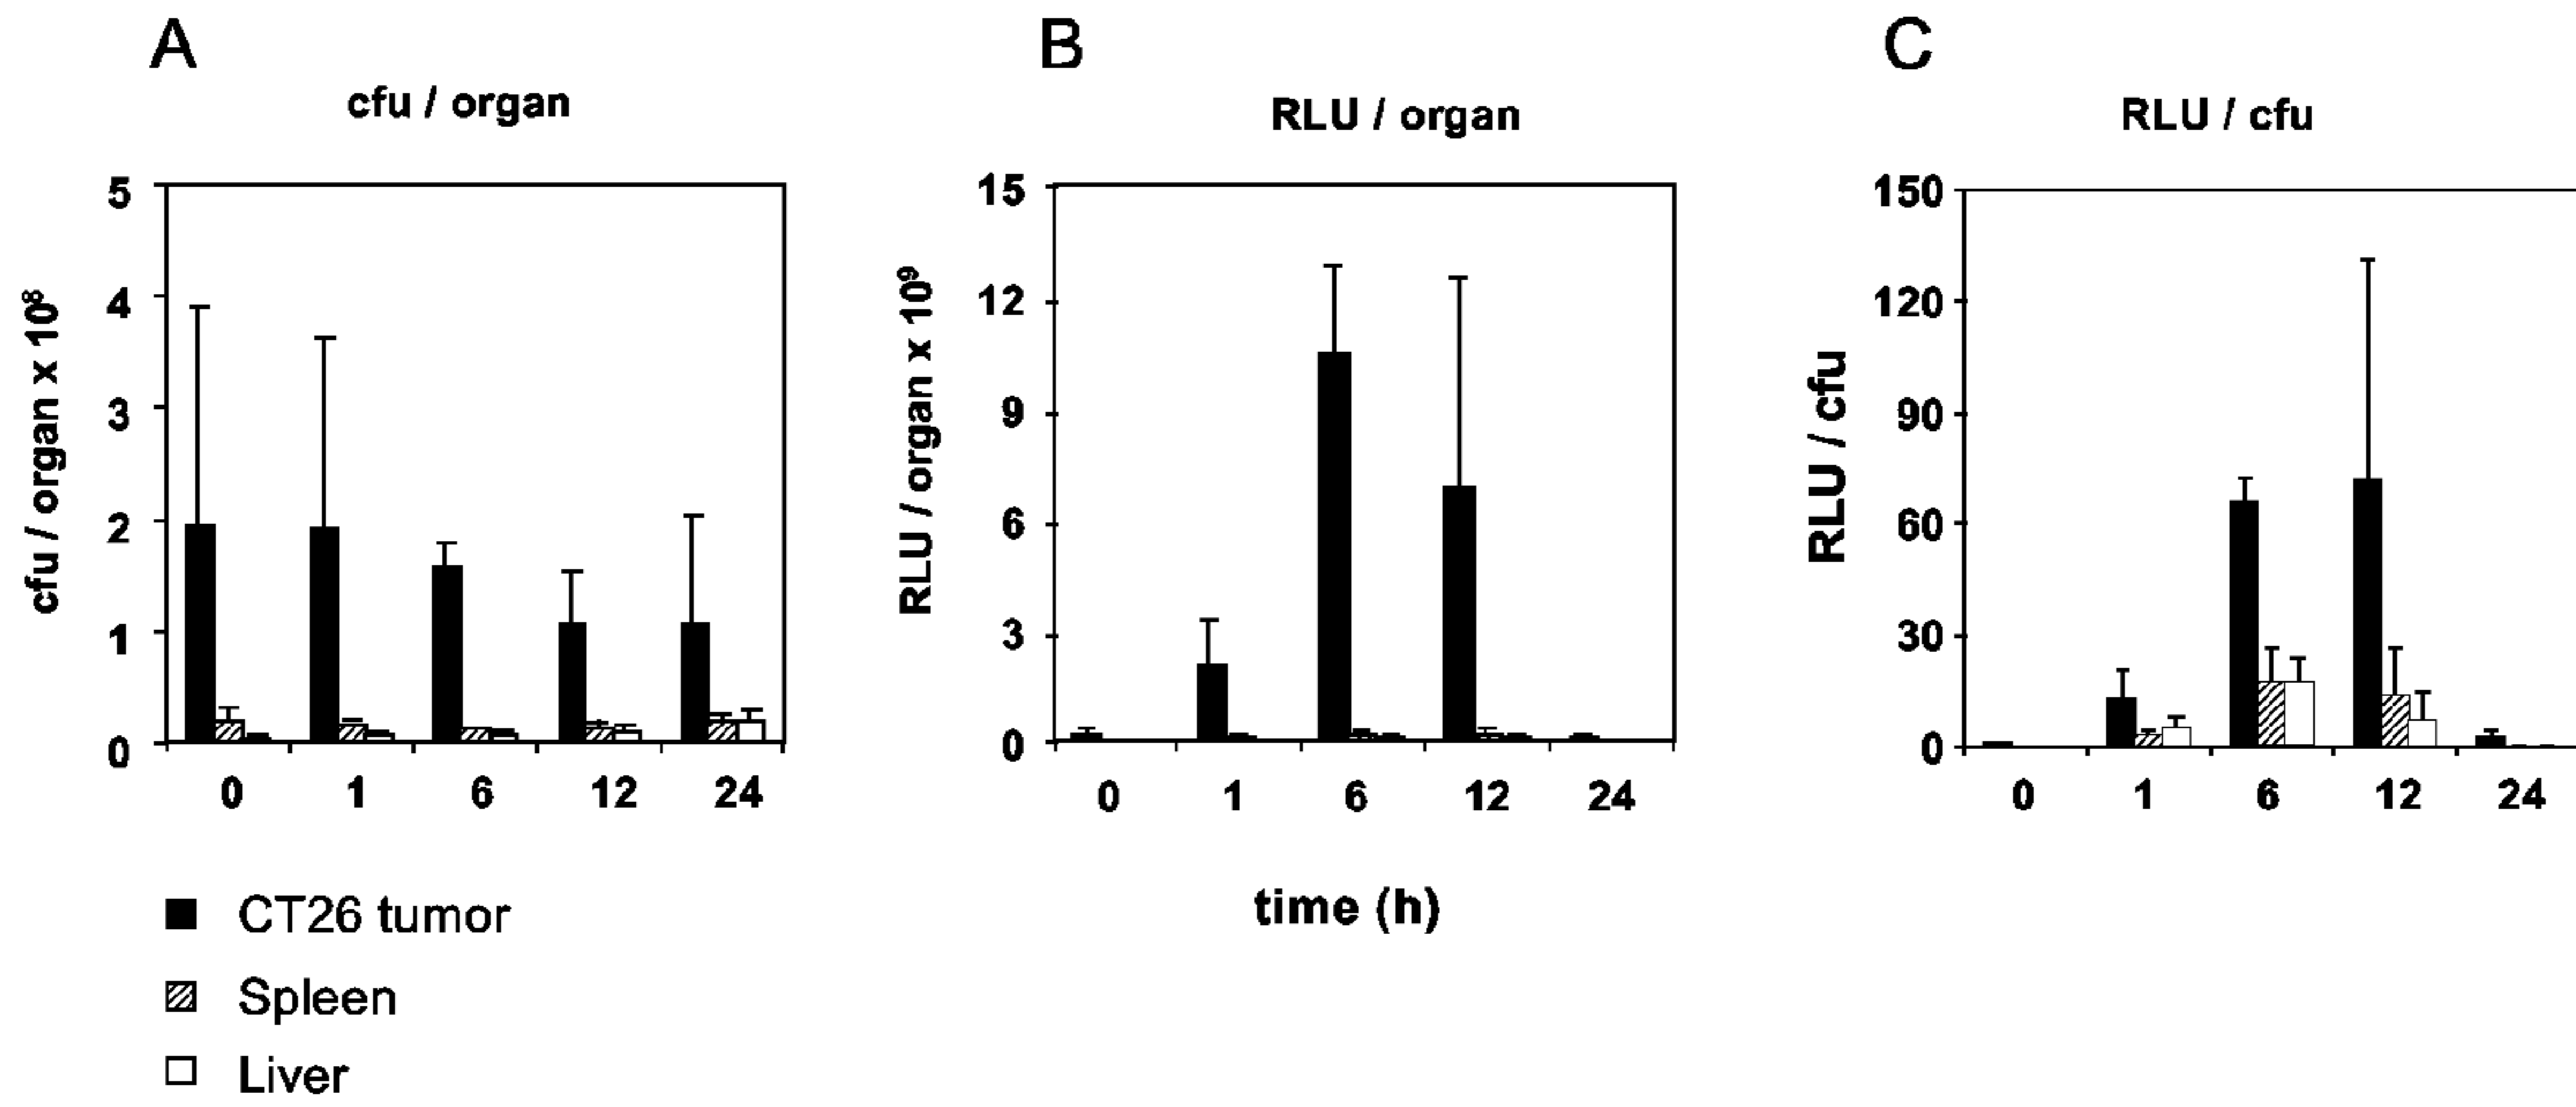 A
cfu / organ
cfu / organ x 10⁸
5
4
3
2
1
0
0 1 6 12 24
B
RLU / organ
RLU / organ x 10⁹
15
12
9
6
3
0
0 1 6 12 24
time (h)
C
RLU / cfu
RLU / cfu
150
120
90
60
30
0
0 1 6 12 24
CT26 tumor
Spleen
Liver